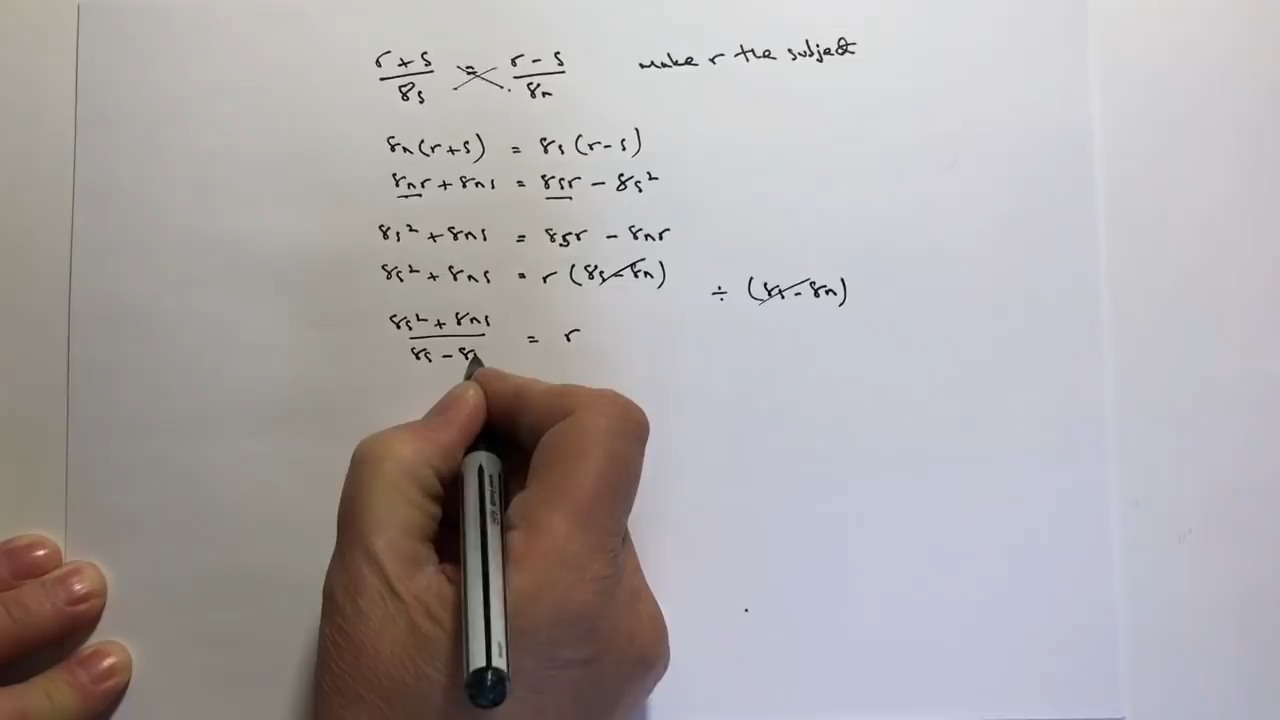 r + s / 8s = r - s / 8n make r the subject
8n(r+s) = 8s(r-s)
8nr + 8ns = 8sr - 8s²
8s² + 8ns = 8sr - 8nr
8s² + 8ns = r(8s-8n) ÷ (8s-8n)
8s² + 8ns / 8s - 8n = r